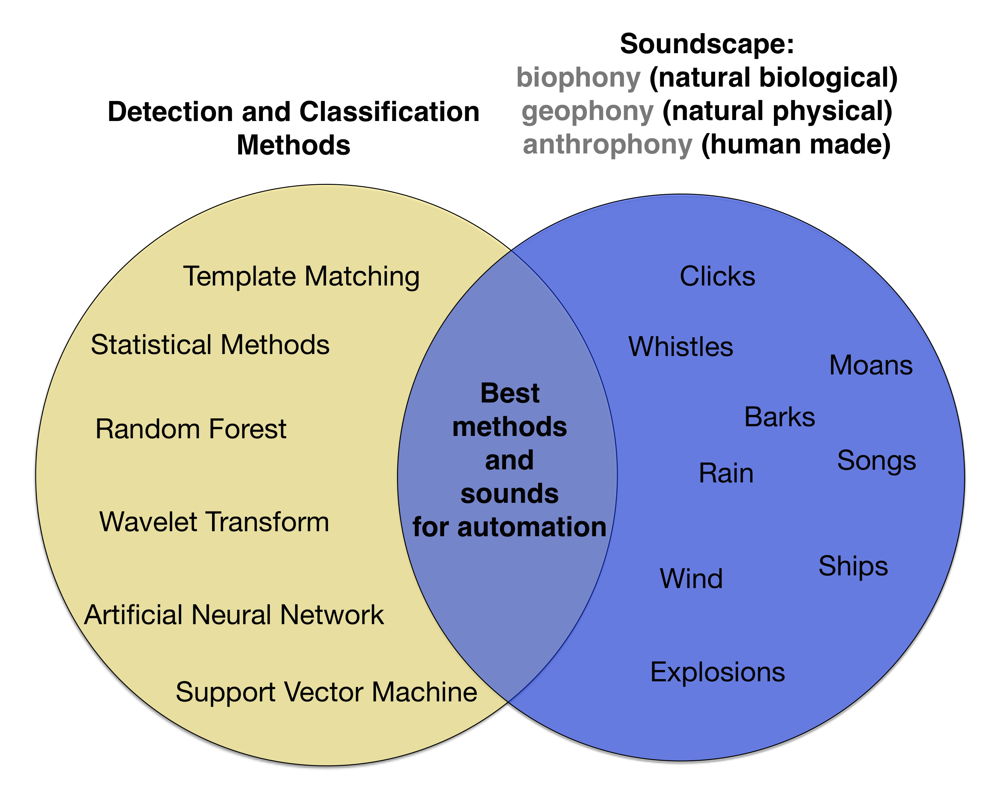 Soundscape:
biophony (natural biological)
geophony (natural physical)
anthrophony (human made)
Detection and Classification
Methods
Template Matching
Statistical Methods
Random Forest
Wavelet Transform
Artificial Neural Network
Support Vector Machine
Best
methods
and
sounds
for automation
Clicks
Whistles
Moans
Barks
Songs
Rain
Ships
Wind
Explosions